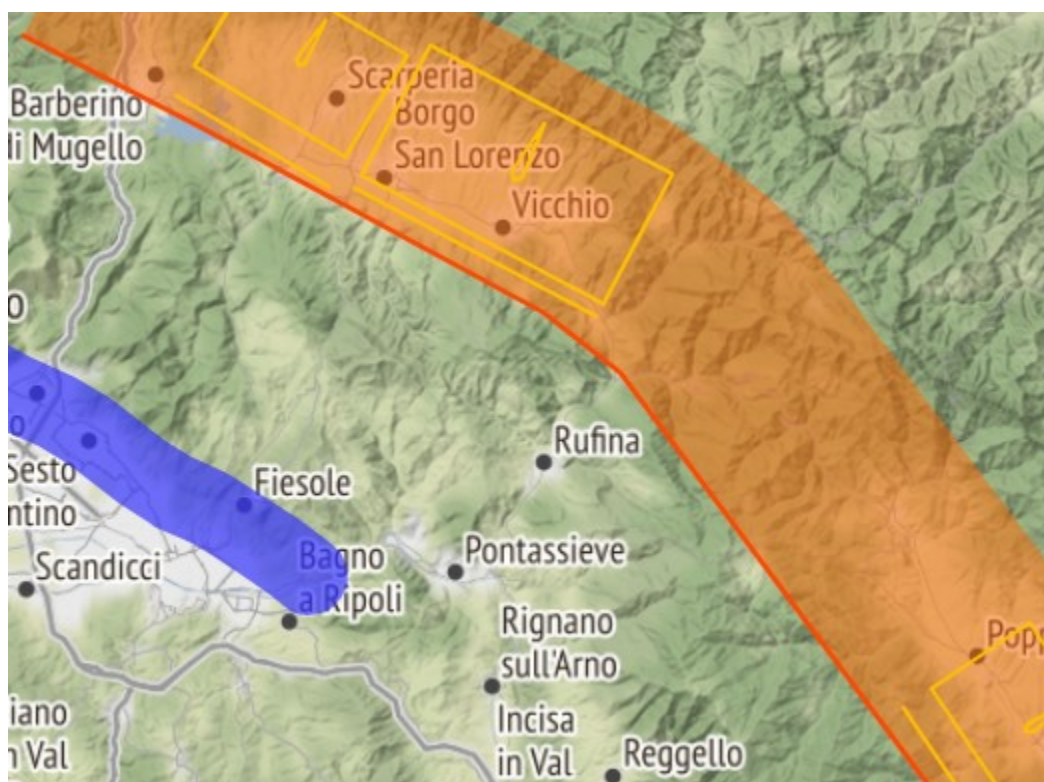 Scarperia
Barberino
di Mugello
Borgo
San Lorenzo
Vicchio
Rufina
Fiesole
Sesto
Scandicci
Bagno
a Ripoli
Pontassieve
Rignano
sull'Arno
Incisa
in Val
Reggello
Popp
iano
n Val
ntino